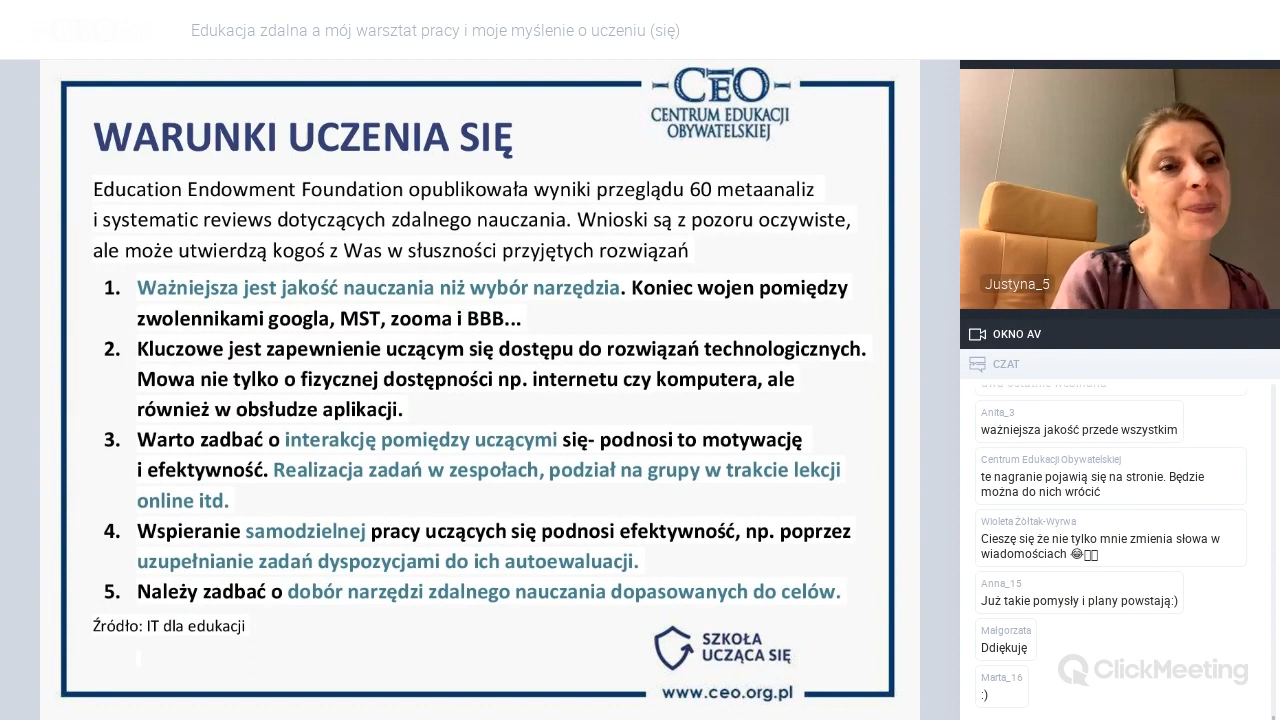 Edukacja zdalna a mój warsztat pracy i moje myślenie o uczeniu (się)
CEO
CENTRUM EDUKACJI
OBYWATELSKIEJ
WARUNKI UCZENIA SIĘ
Education Endowment Foundation opublikowała wyniki przeglądu 60 metaanaliz
i systematic reviews dotyczących zdalnego nauczania. Wnioski są z pozoru oczywiste,
ale może utwierdzą kogoś z Was w słuszności przyjętych rozwiązań
1. Ważniejsza jest jakość nauczania niż wybór narzędzia. Koniec wojen pomiędzy
zwolennikami googla, MST, zooma i BBB...
2. Kluczowe jest zapewnienie uczącym się dostępu do rozwiązań technologicznych.
Mowa nie tylko o fizycznej dostępności np. internetu czy komputera, ale
również w obsłudze aplikacji.
3. Warto zadbać o interakcję pomiędzy uczącymi się- podnosi to motywację
i efektywność. Realizacja zadań w zespołach, podział na grupy w trakcie lekcji
online itd.
4. Wspieranie samodzielnej pracy uczących się podnosi efektywność, np. poprzez
uzupełnianie zadań dyspozycjami do ich autoewaluacji.
5. Należy zadbać o dobór narzędzi zdalnego nauczania dopasowanych do celów.
Źródło: IT dla edukacji
SZKOŁA
UCZĄCA SIĘ
www.ceo.org.pl
Justyna_5
OKNO AV
CZAT
Anita_3
ważniejsza jakość przede wszystkim
Centrum Edukacji Obywatelskiej
te nagranie pojawią się na stronie. Będzie
można do nich wrócić
Wioleta Żółtak-Wyrwa
Cieszę się że nie tylko mnie zmienia słowa w
wiadomościach 😂
Anna_15
Już takie pomysły i plany powstają:)
Małgorzata
Ddiękuję
Marta_16
:)
ClickMeeting